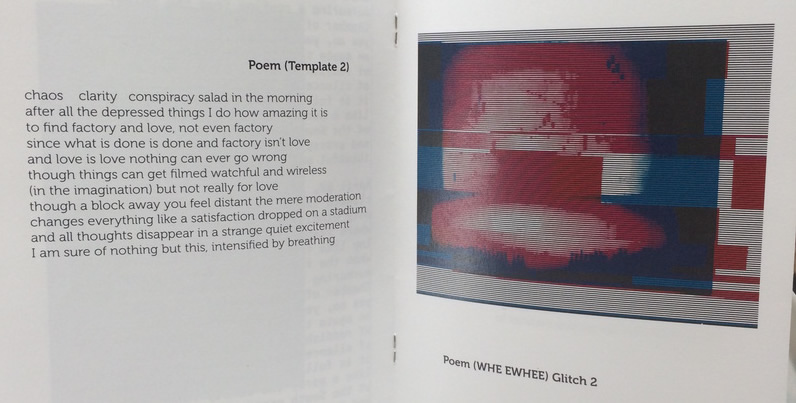 Poem (Template 2)
chaos clarity conspiracy salad in the morning
after all the depressed things I do how amazing it is
to find factory and love, not even factory
since what is done is done and factory isn't love
and love is love nothing can ever go wrong
though things can get filmed watchful and wireless
(in the imagination) but not really for love
though a block away you feel distant the mere moderation
changes everything like a satisfaction dropped on a stadium
and all thoughts disappear in a strange quiet excitement
I am sure of nothing but this, intensified by breathing
Poem (WHE EWHEE) Glitch 2